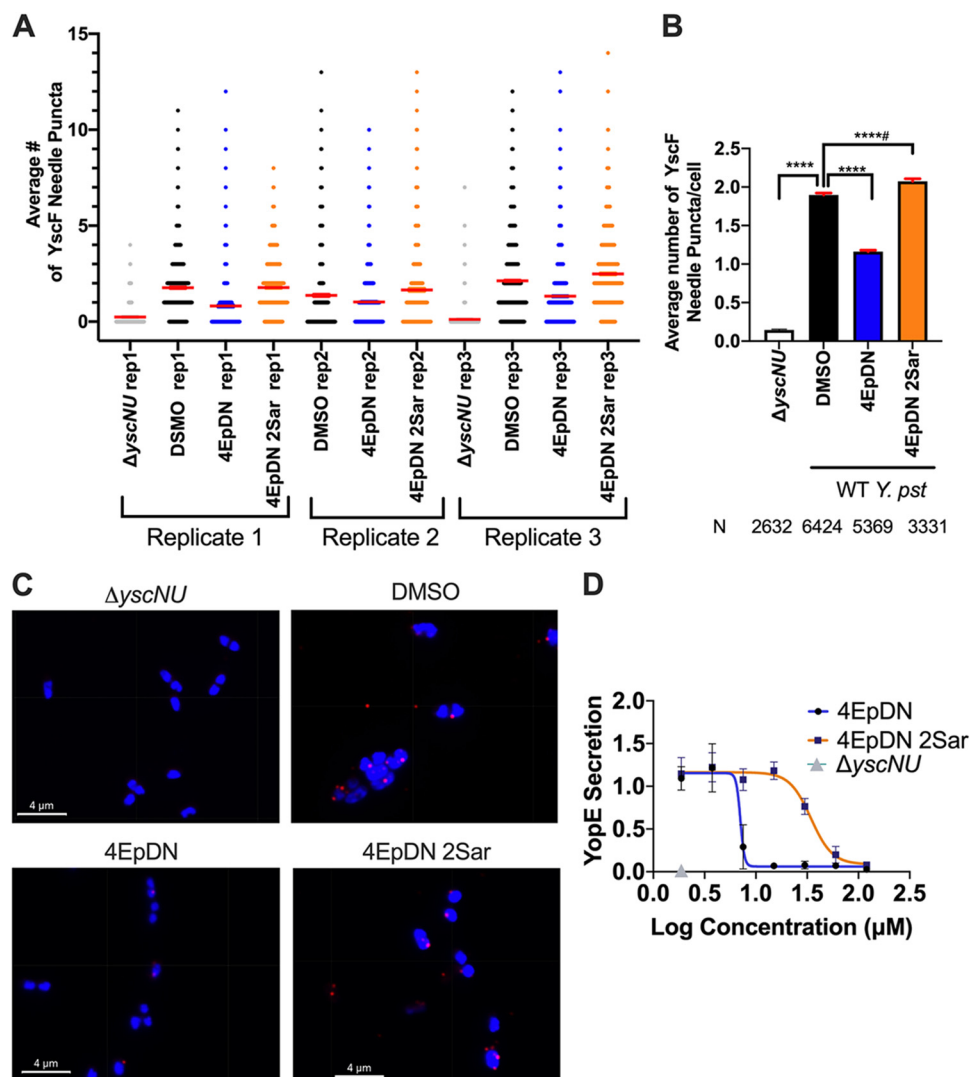 A
15
10
5
0
Average #
of YscF Needle Puncta
ΔyscNU rep1
DSMO rep1
4EpDN rep1
4EpDN 2Sar rep1
DMSO rep2
4EpDN rep2
4EpDN 2Sar rep2
ΔyscNU rep3
DMSO rep3
4EpDN rep3
4EpDN 2Sar rep3
Replicate 1
Replicate 2
Replicate 3
B
****#
****
****
2.5
2.0
1.5
1.0
0.5
0.0
Average number of YscF
Needle Puncta/cell
ΔyscNU
DMSO
4EpDN
4EpDN 2Sar
WT Y. pst
N 2632 6424 5369 3331
C
ΔyscNU
DMSO
4 µm
4EpDN
4EpDN 2Sar
4 µm
4 µm
D
2.0
1.5
1.0
0.5
0.0
YopE Secretion
4EpDN
4EpDN 2Sar
ΔyscNU
0.0 0.5 1.0 1.5 2.0 2.5
Log Concentration (µM)